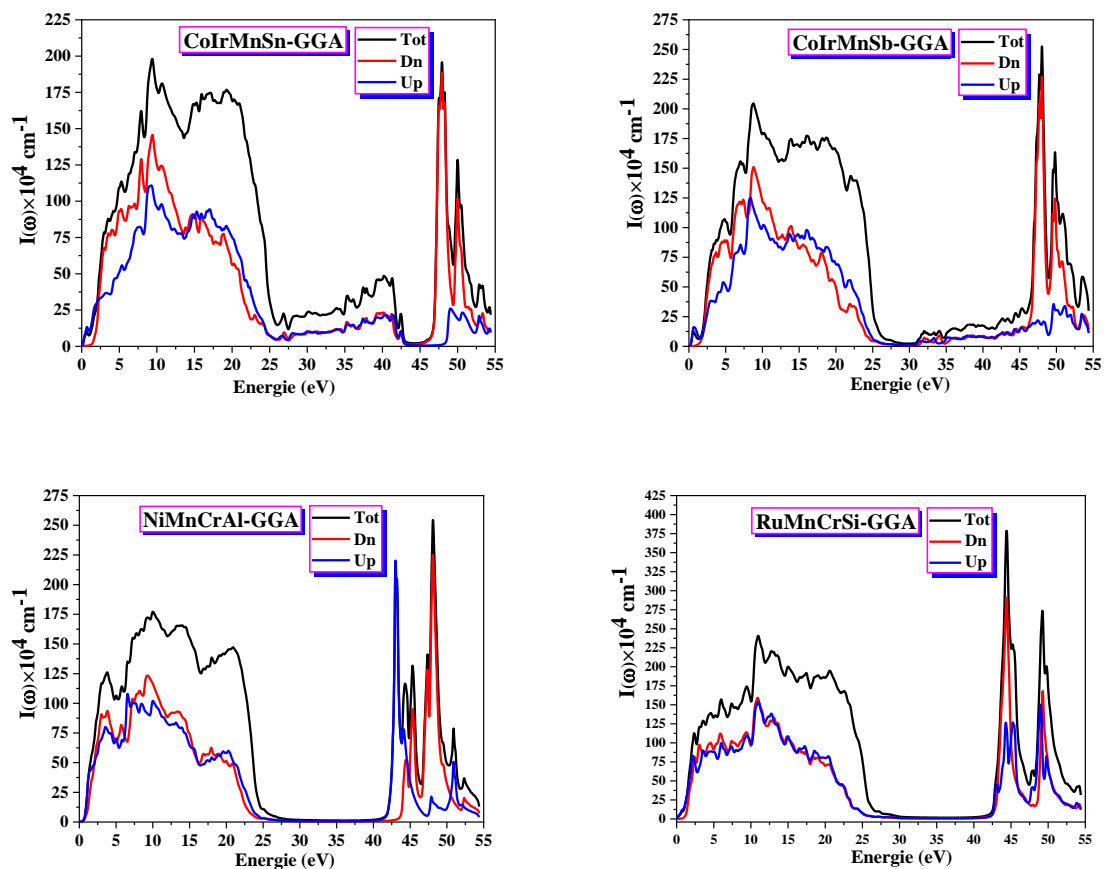 CoIrMnSn-GGA
Tot
Dn
Up
I(ω)×10⁴ cm⁻¹
225
200
175
150
125
100
75
50
25
0
0 5 10 15 20 25 30 35 40 45 50 55
Energie (eV)
CoIrMnSb-GGA
Tot
Dn
Up
I(ω)×10⁴ cm⁻¹
275
250
225
200
175
150
125
100
75
50
25
0
0 5 10 15 20 25 30 35 40 45 50 55
Energie (eV)
NiMnCrAl-GGA
Tot
Dn
Up
I(ω)×10⁴ cm⁻¹
275
250
225
200
175
150
125
100
75
50
25
0
0 5 10 15 20 25 30 35 40 45 50 55
Energie (eV)
RuMnCrSi-GGA
Tot
Dn
Up
I(ω)×10⁴ cm⁻¹
425
400
375
350
325
300
275
250
225
200
175
150
125
100
75
50
25
0
0 5 10 15 20 25 30 35 40 45 50 55
Energie (eV)